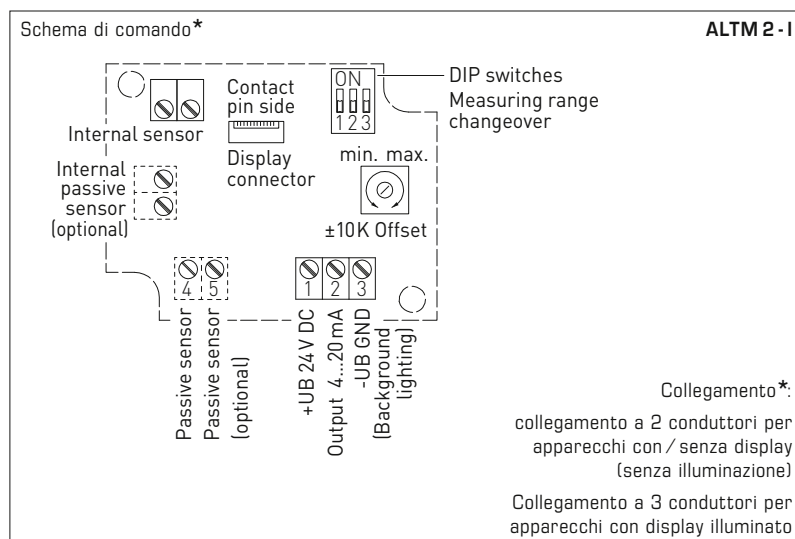 Schema di comando*
ALTM 2 - I
ON
1 2 3
DIP switches
Measuring range
changeover
Contact
pin side
Internal sensor
Display
connector
Internal
passive
sensor
(optional)
min. max.
±10K Offset
4 5
1 2 3
Passive sensor
Passive sensor
(optional)
+UB 24 V DC
Output 4...20 mA
-UB GND
(Background
lighting)
Collegamento*:
collegamento a 2 conduttori per
apparecchi con / senza display
(senza illuminazione)
Collegamento a 3 conduttori per
apparecchi con display illuminato